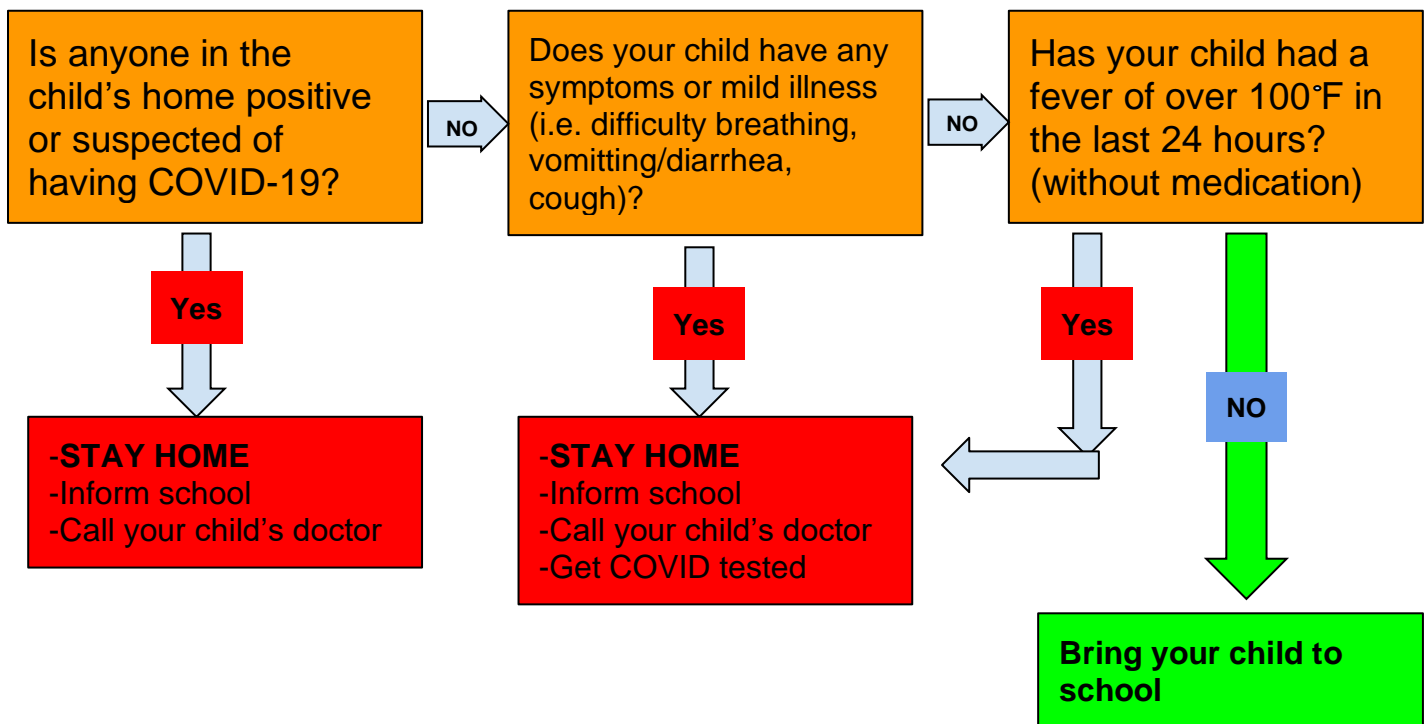 Is anyone in the
child's home positive
or suspected of
having COVID-19?
NO
Does your child have any
symptoms or mild illness
(i.e. difficulty breathing,
vomitting/diarrhea,
cough)?
NO
Has your child had a
fever of over 100°F in
the last 24 hours?
(without medication)
Yes
Yes
Yes
NO
-STAY HOME
-Inform school
-Call your child's doctor
-STAY HOME
-Inform school
-Call your child's doctor
-Get COVID tested
Bring your child to
school